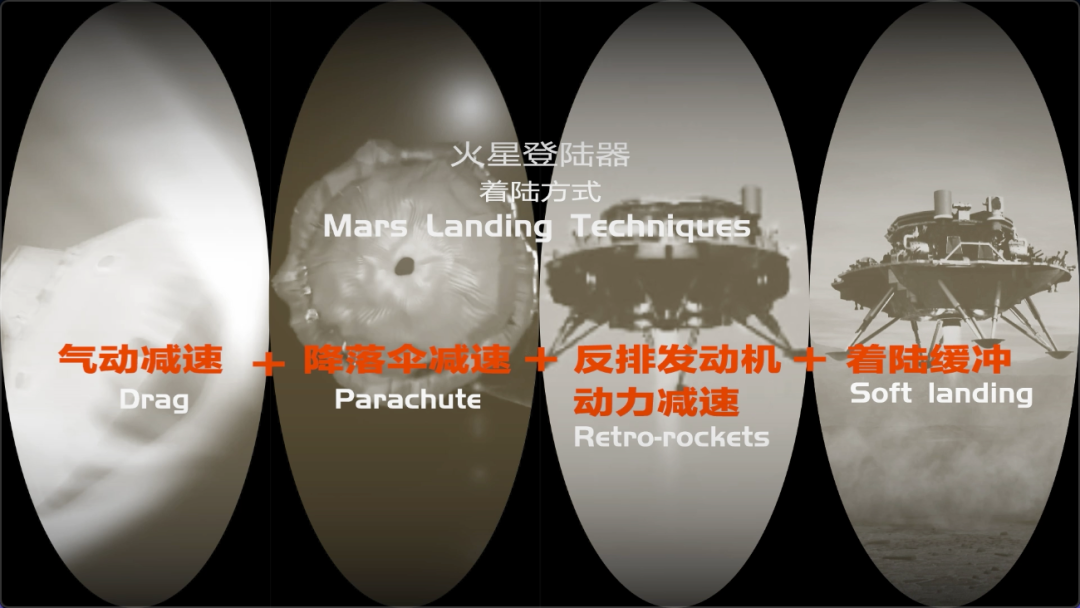 火星登陆器
着陆方式
Mars Landing Techniques
气动减速 + 降落伞减速 + 反排发动机 + 着陆缓冲
动力减速
Drag
Parachute
Retro-rockets
Soft landing